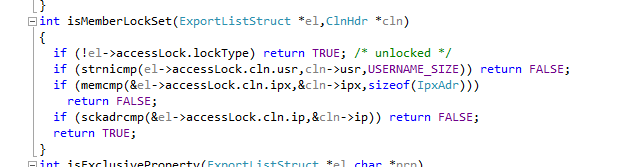 }
int isMemberLockSet(ExportListStruct *el,ClnHdr *cln)
{
if (!el->accessLock.lockType) return TRUE; /* unlocked */
if (strnicmp(el->accessLock.cln.usr,cln->usr,USERNAME_SIZE)) return FALSE;
if (memcmp(&el->accessLock.cln.ipx,&cln->ipx,sizeof(IpxAdr)))
return FALSE;
if (sckadrcmp(&el->accessLock.cln.ip,&cln->ip)) return FALSE;
return TRUE;
}
int isExclusiveProperty(ExportListStruct *el,char *prp)